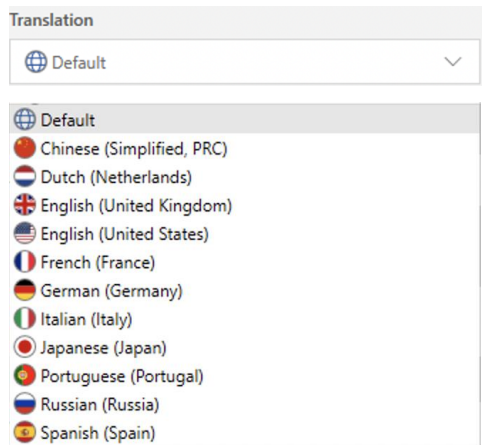 Translation
Default
Default
Chinese (Simplified, PRC)
Dutch (Netherlands)
English (United Kingdom)
English (United States)
French (France)
German (Germany)
Italian (Italy)
Japanese (Japan)
Portuguese (Portugal)
Russian (Russia)
Spanish (Spain)